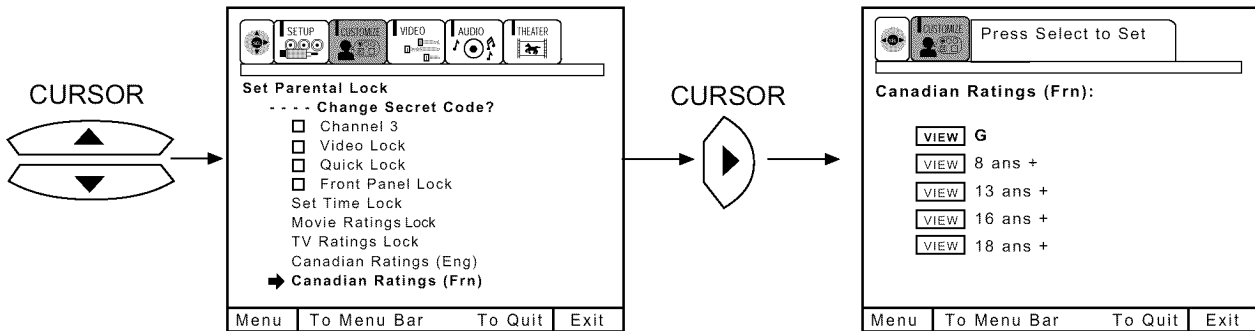 CURSOR
SETUP
CUSTOMIZE
VIDEO
AUDIO
THEATER
Set Parental Lock
- - - - Change Secret Code?
Channel 3
Video Lock
Quick Lock
Front Panel Lock
Set Time Lock
Movie Ratings Lock
TV Ratings Lock
Canadian Ratings (Eng)
Canadian Ratings (Frn)
Menu To Menu Bar To Quit Exit
CURSOR
CUSTOMIZE
Press Select to Set
Canadian Ratings (Frn):
VIEW G
VIEW 8 ans +
VIEW 13 ans +
VIEW 16 ans +
VIEW 18 ans +
Menu To Menu Bar To Quit Exit